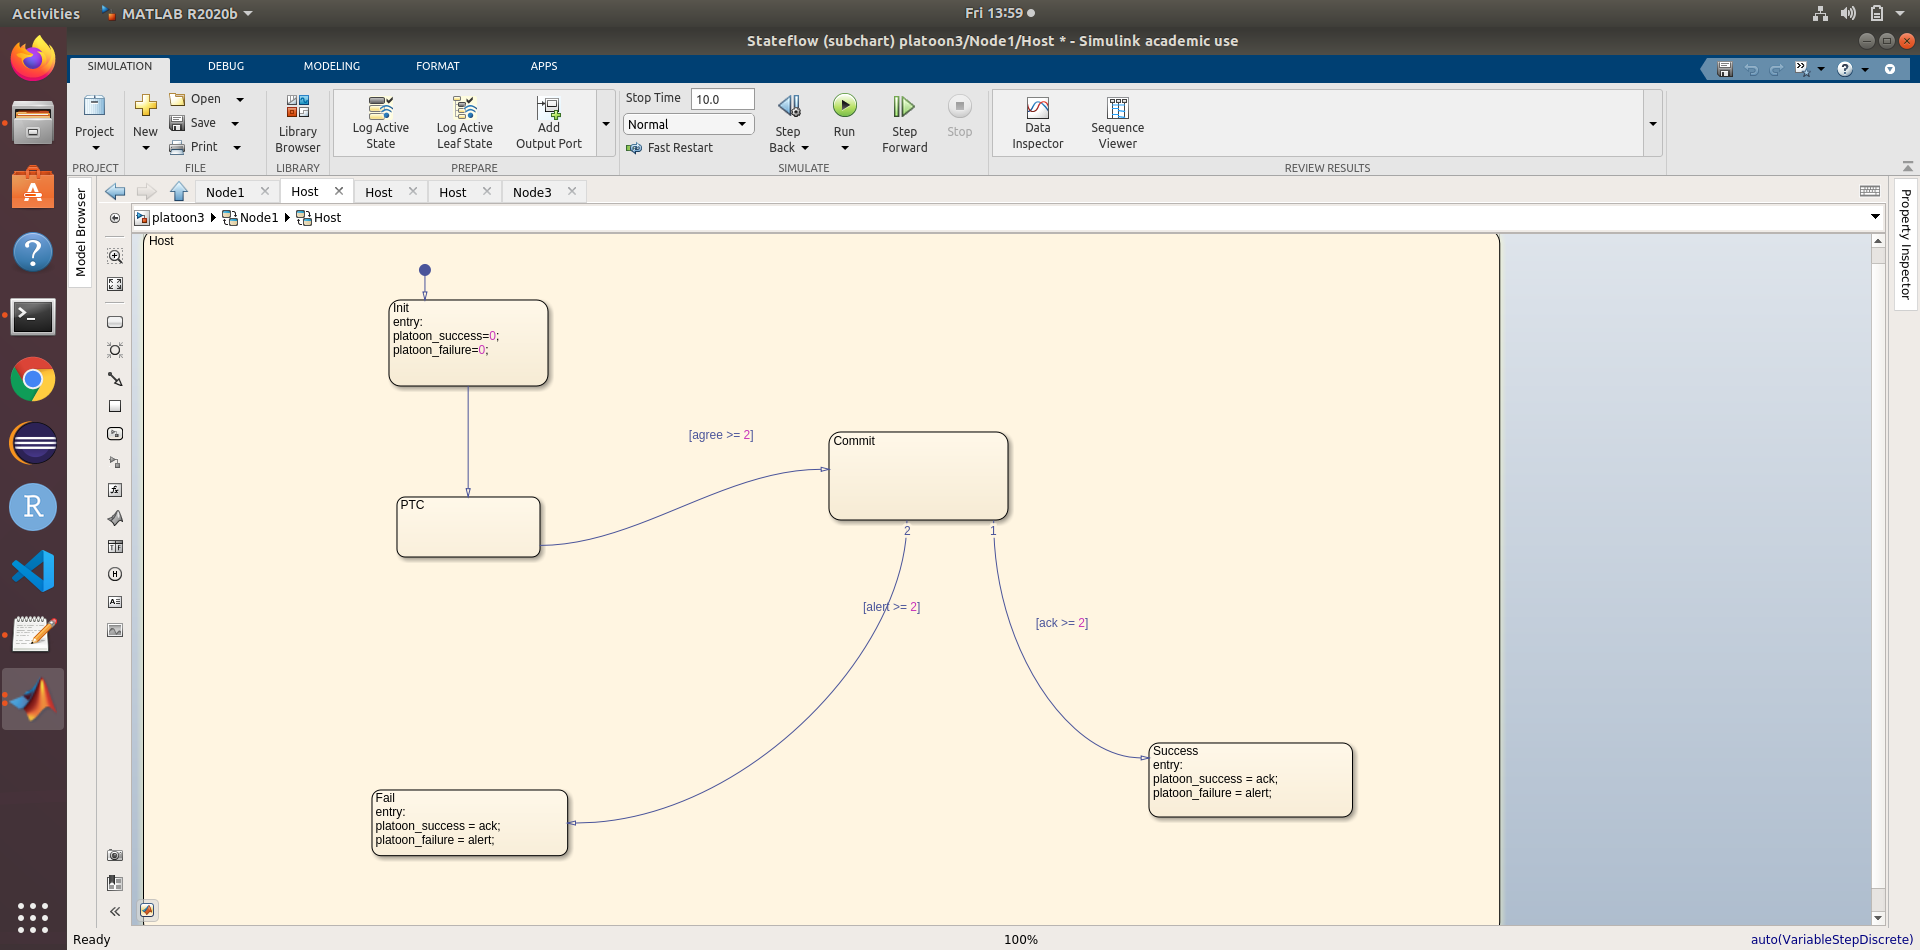 Activities
MATLAB R2020b
Fri 13:59
Stateflow (subchart) platoon3/Node1/Host * - Simulink academic use
SIMULATION
DEBUG
MODELING
FORMAT
APPS
Project
New
Open
Save
Print
Library
Browser
Log Active
State
Log Active
Leaf State
Add
Output Port
Stop Time
10.0
Normal
Fast Restart
Step
Back
Run
Step
Forward
Stop
Data
Inspector
Sequence
Viewer
PROJECT
FILE
LIBRARY
PREPARE
SIMULATE
REVIEW RESULTS
Model Browser
Property Inspector
Node1
Host
Host
Host
Node3
platoon3
Node1
Host
Host
Init
entry:
platoon_success=0;
platoon_failure=0;
[agree >= 2]
Commit
PTC
2
1
[alert >= 2]
[ack >= 2]
Success
entry:
platoon_success = ack;
platoon_failure = alert;
Fail
entry:
platoon_success = ack;
platoon_failure = alert;
Ready
100%
auto(VariableStepDiscrete)